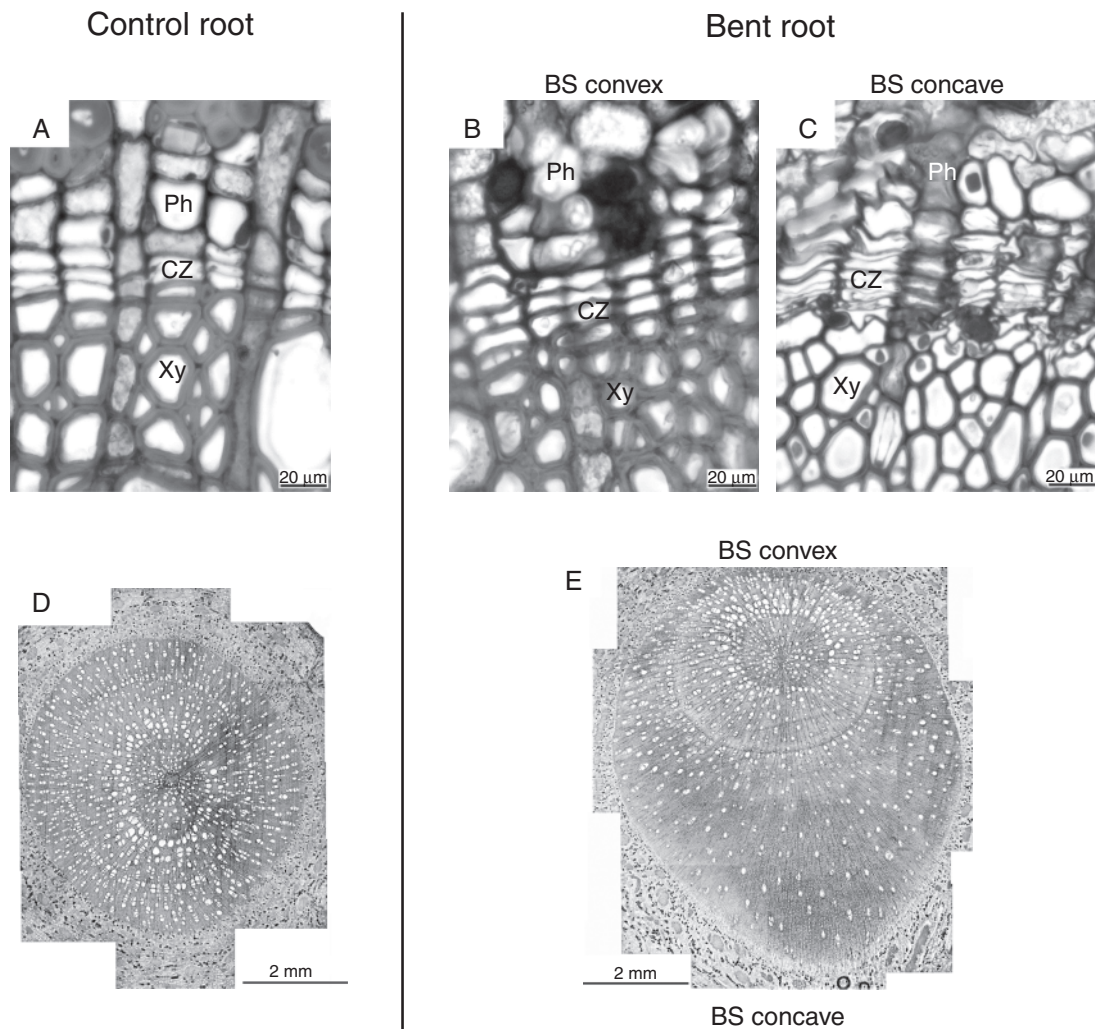 Control root
Bent root
BS convex
BS concave
A
Ph
CZ
Xy
20 µm
B
Ph
CZ
Xy
20 µm
C
Ph
CZ
Xy
20 µm
D
2 mm
BS convex
E
2 mm
BS concave